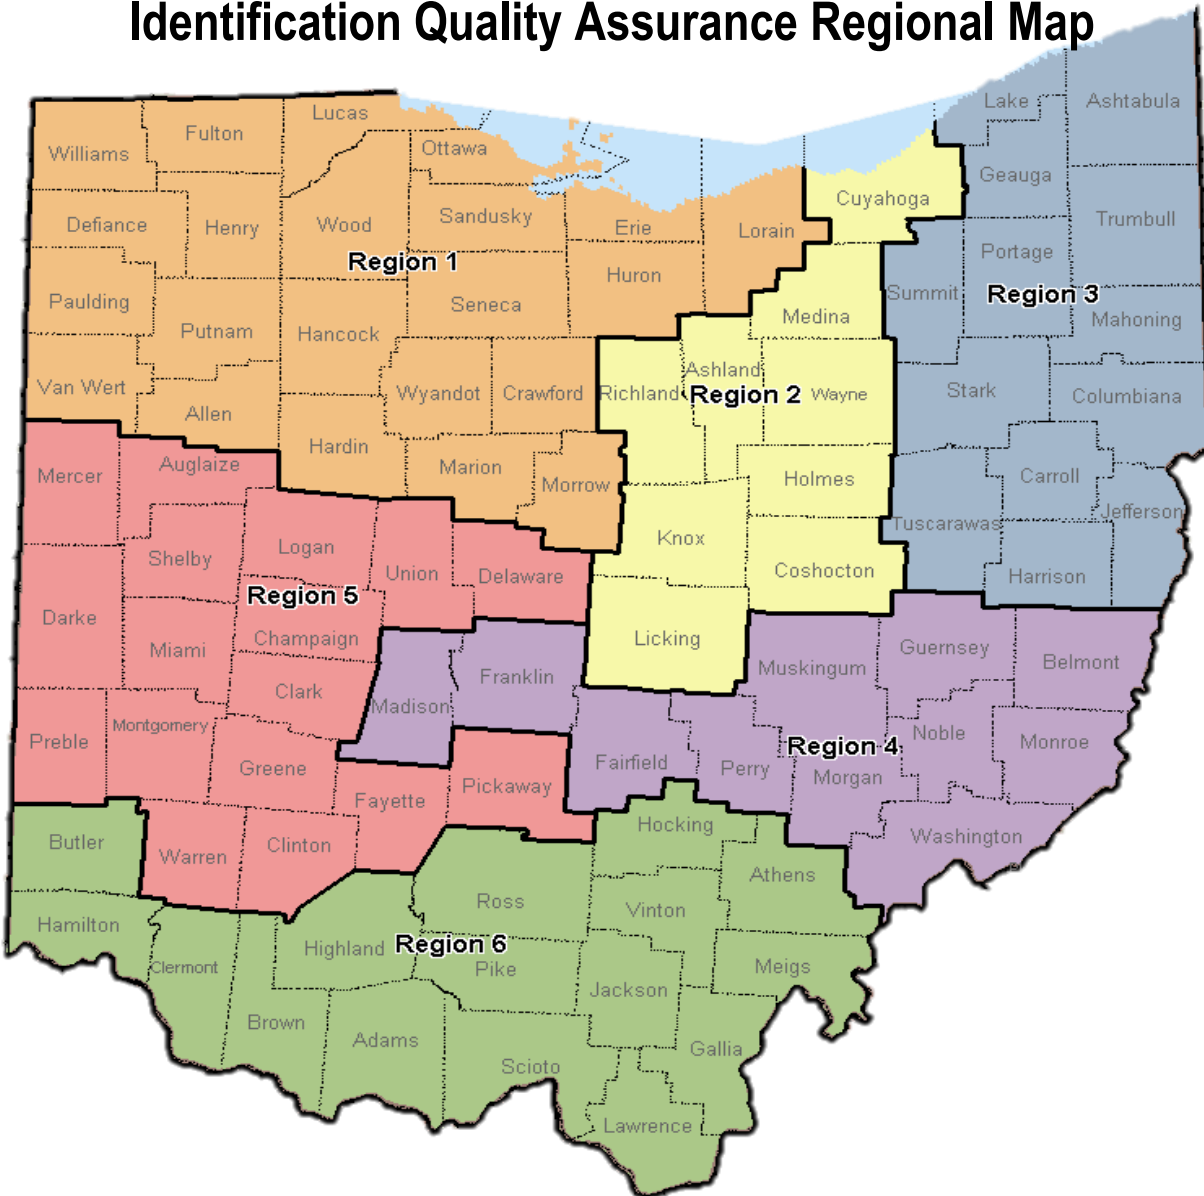 Identification Quality Assurance Regional Map
Lake
Ashtabula
Lucas
Fulton
Williams
Ottawa
Geauga
Cuyahoga
Sandusky
Trumbull
Defiance
Henry
Wood
Erie
Lorain
Portage
Region 1
Huron
Summit
Region 3
Paulding
Seneca
Medina
Mahoning
Putnam
Hancock
Ashland
Van Wert
Wyandot
Crawford
Richland
Region 2
Wayne
Stark
Columbiana
Allen
Hardin
Marion
Auglaize
Mercer
Morrow
Holmes
Carroll
Jefferson
Tuscarawas
Knox
Logan
Shelby
Union
Delaware
Coshocton
Harrison
Region 5
Darke
Champaign
Licking
Miami
Guernsey
Belmont
Muskingum
Franklin
Clark
Madison
Montgomery
Preble
Noble
Monroe
Region 4
Greene
Fairfield
Perry
Morgan
Pickaway
Fayette
Hocking
Washington
Butler
Clinton
Warren
Athens
Ross
Vinton
Hamilton
Highland
Region 6
Clermont
Pike
Meigs
Jackson
Brown
Adams
Gallia
Scioto
Lawrence